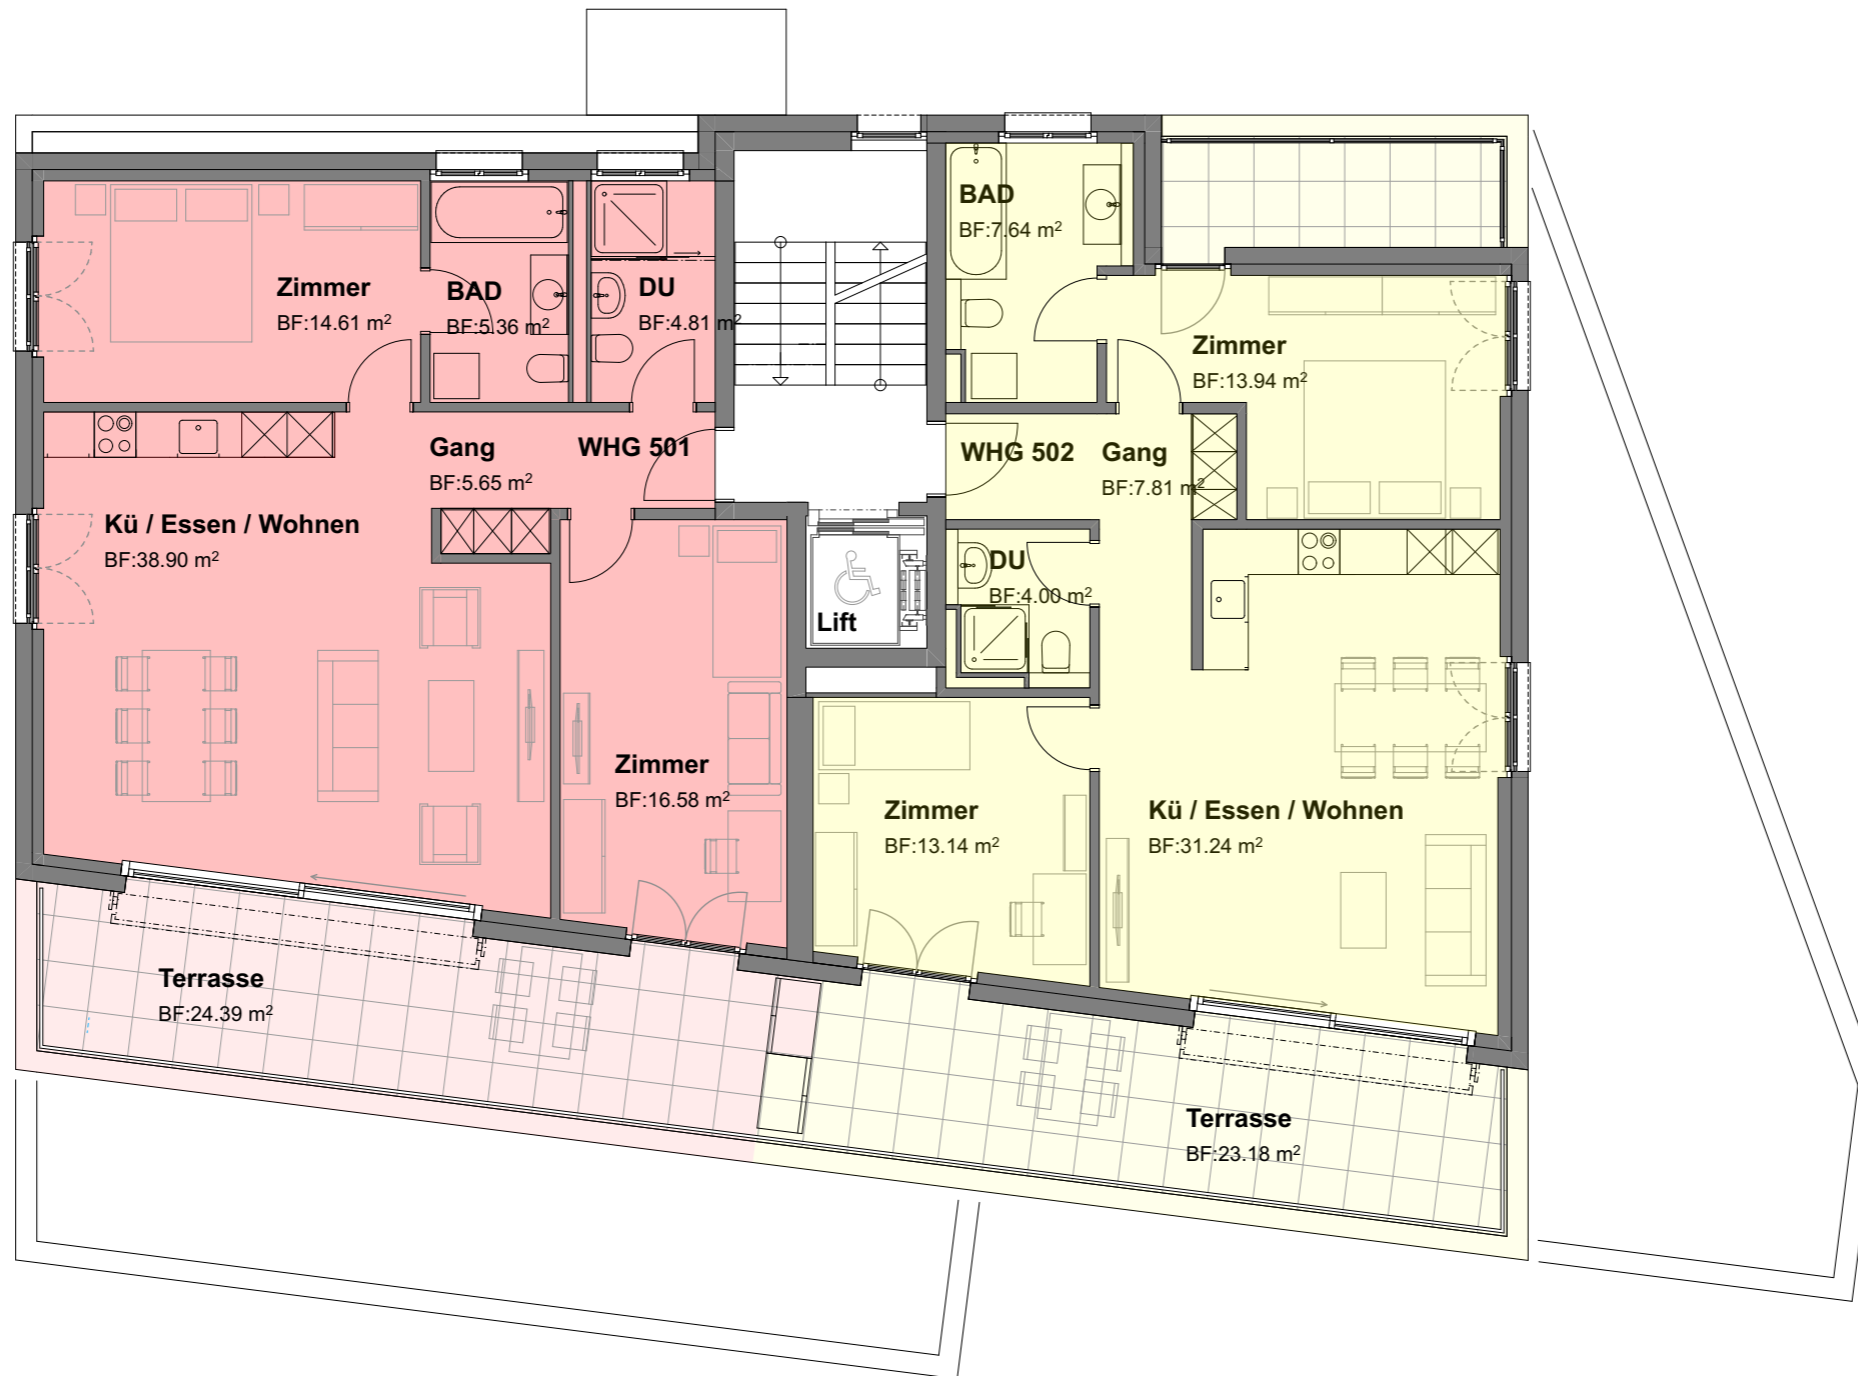 Zimmer
BF:14.61 m²
BAD
BF:5.36 m²
DU
BF:4.81 m²
Gang
BF:5.65 m²
WHG 501
Kü / Essen / Wohnen
BF:38.90 m²
Zimmer
BF:16.58 m²
Terrasse
BF:24.39 m²
Lift
BAD
BF:7.64 m²
Zimmer
BF:13.94 m²
WHG 502
Gang
BF:7.81 m²
DU
BF:4.00 m²
Zimmer
BF:13.14 m²
Kü / Essen / Wohnen
BF:31.24 m²
Terrasse
BF:23.18 m²